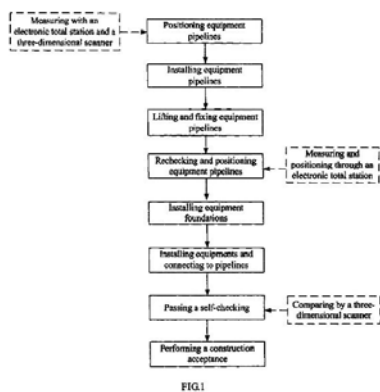 Measuring with an
electronic total station and a
three-dimensional scanner
Positioning equipment
pipelines
Installing equipment
pipelines
Lifting and fixing equipment
pipelines
Rechecking and positioning
equipment pipelines
Measuring and
positioning through an
electronic total station
Installing equipment
foundations
Installing equipments and
connecting to pipelines
Passing a self-checking
Comparing by a three-
dimensional scanner
Performing a construction
acceptance
FIG.1